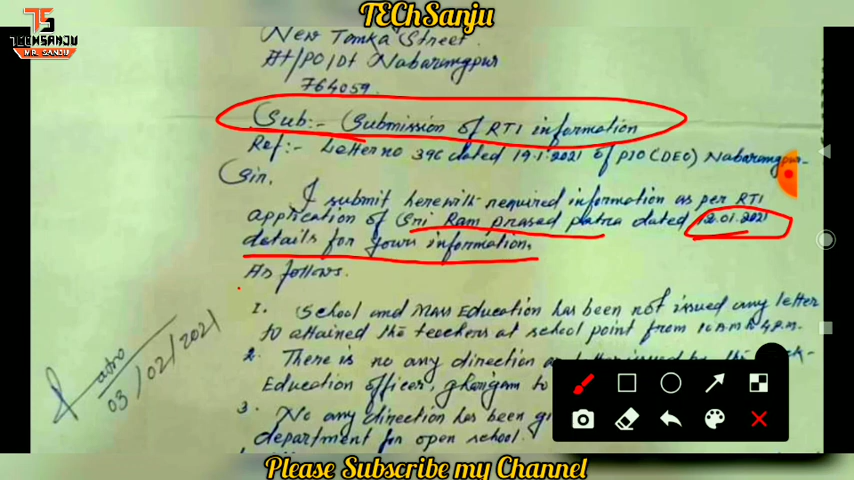 TEChSanju
TS
TECHSANJU
MR. SANJU
New Tomka Street.
At/PO/Dt Nabarangpur
764059.
Sub:- Submission of RTI information
Ref:- Letter no 396 dated 19.1.2021 of PIO(DEO) Nabarangpur-
Sir,
I submit herewith required information as per RTI
application of Sri Ram prasad patra dated 2.01.2021
details for yours information.
As follows.
1. School and Mass Education has been not issued any letter
to attained the teachers at school point from 10 A.M to 4 P.M.
2. There is no any direction
Education officer, to
3. No any direction has been
department for open school.
03/02/2021
Please Subscribe my Channel